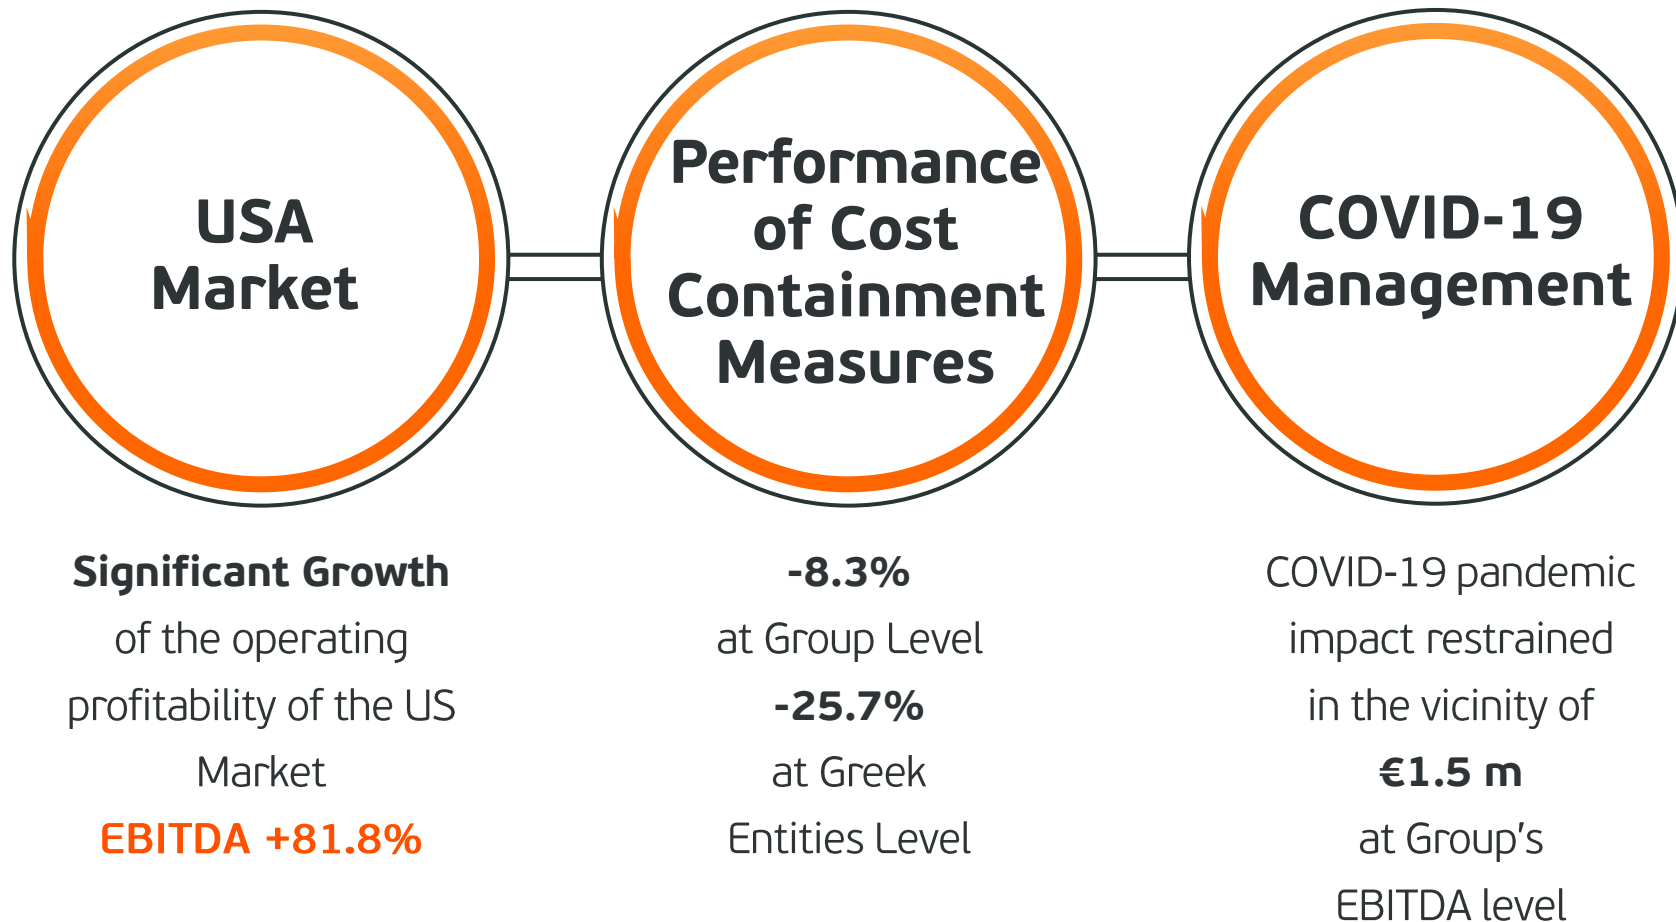 USA
Market
Performance
of Cost
Containment
Measures
COVID-19
Management
Significant Growth
of the operating
profitability of the US
Market
EBITDA +81.8%
-8.3%
at Group Level
-25.7%
at Greek
Entities Level
COVID-19 pandemic
impact restrained
in the vicinity of
€1.5 m
at Group's
EBITDA level